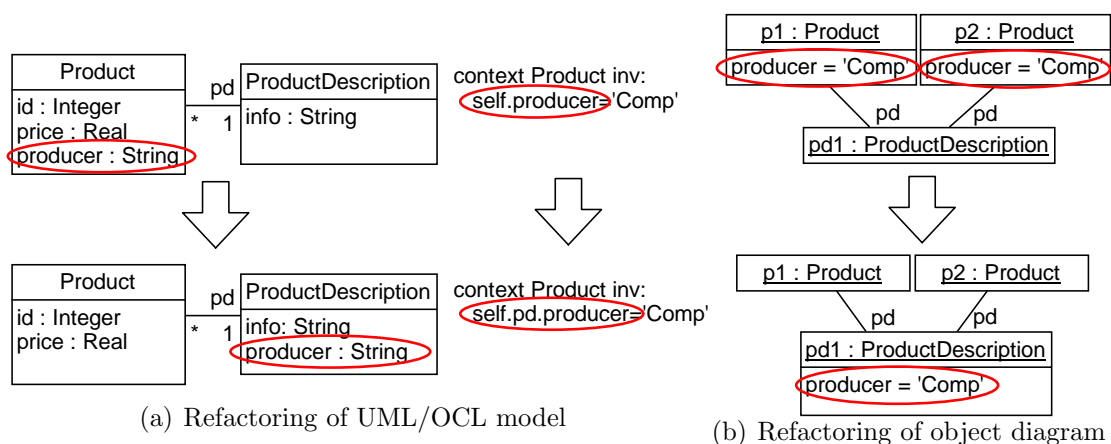 Product
id : Integer
price : Real
producer : String
pd
* 1
ProductDescription
info : String
context Product inv:
self.producer='Comp'
Product
id : Integer
price : Real
pd
* 1
ProductDescription
info: String
producer : String
context Product inv:
self.pd.producer='Comp'
(a) Refactoring of UML/OCL model
p1 : Product
producer = 'Comp'
p2 : Product
producer = 'Comp'
pd pd
pd1 : ProductDescription
p1 : Product
p2 : Product
pd pd
pd1 : ProductDescription
producer = 'Comp'
(b) Refactoring of object diagram